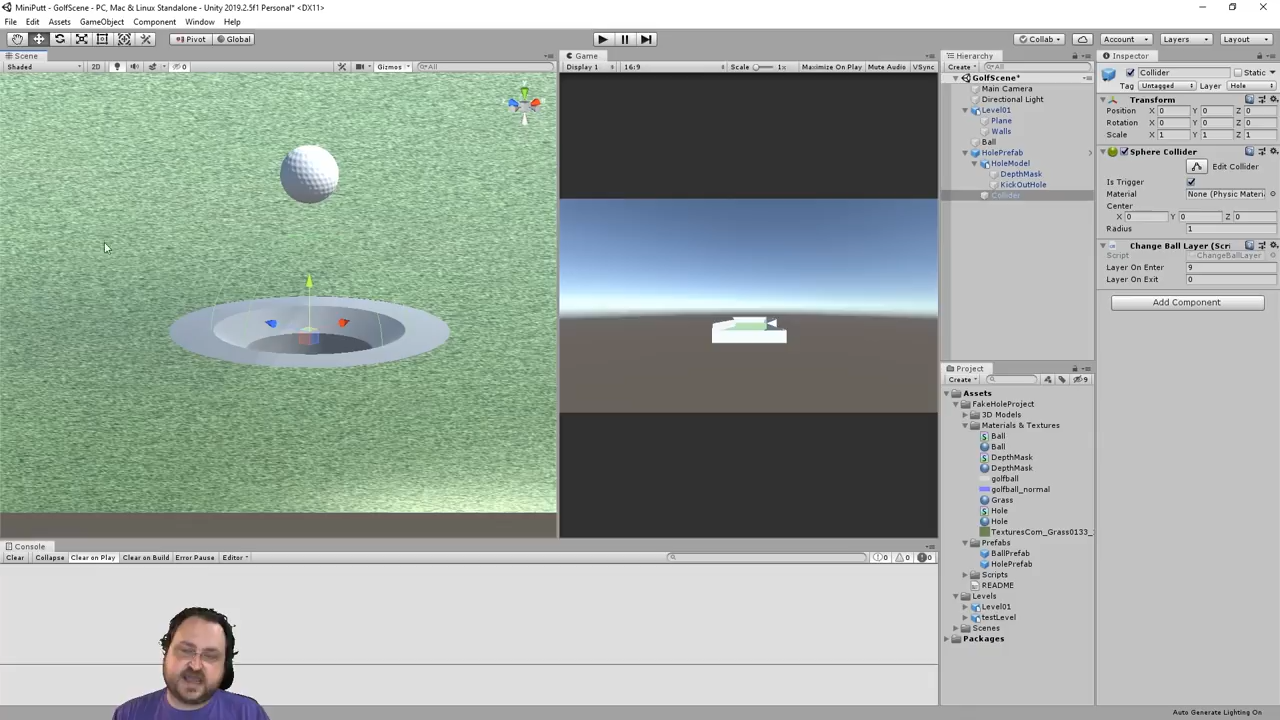 MiniPutt - GolfScene - PC, Mac & Linux Standalone - Unity 2019.2.5f1 Personal* <DX11>
File Edit Assets GameObject Component Window Help
Pivot Global Collab Account Layers Layout
Scene
Shaded 2D 0 Gizmos All
Game
Display 1 16:9 Scale 1x Maximize On Play Mute Audio VSync
Hierarchy
Create All
GolfScene*
Main Camera
Directional Light
Level01
Plane
Walls
Ball
HolePrefab
HoleModel
DepthMask
KickOutHole
Collider
Project
Create 9
Assets
FakeHoleProject
3D Models
Materials & Textures
Ball
Ball
DepthMask
DepthMask
golfball
golfball_normal
Grass
Hole
Hole
TexturesCom_Grass0133_
Prefabs
BallPrefab
HolePrefab
Scripts
README
Levels
Level01
testLevel
Scenes
Packages
Inspector
Collider Static
Tag Untagged Layer Hole
Transform
Position X 0 Y 0 Z 0
Rotation X 0 Y 0 Z 0
Scale X 1 Y 1 Z 1
Sphere Collider
Edit Collider
Is Trigger
Material None (Physic Materi
Center
X 0 Y 0 Z 0
Radius 1
Change Ball Layer (Scri
Script ChangeBallLayer
Layer On Enter 9
Layer On Exit 0
Add Component
Console
Clear Collapse Clear on Play Clear on Build Error Pause Editor 0 0 0
Auto Generate Lighting On